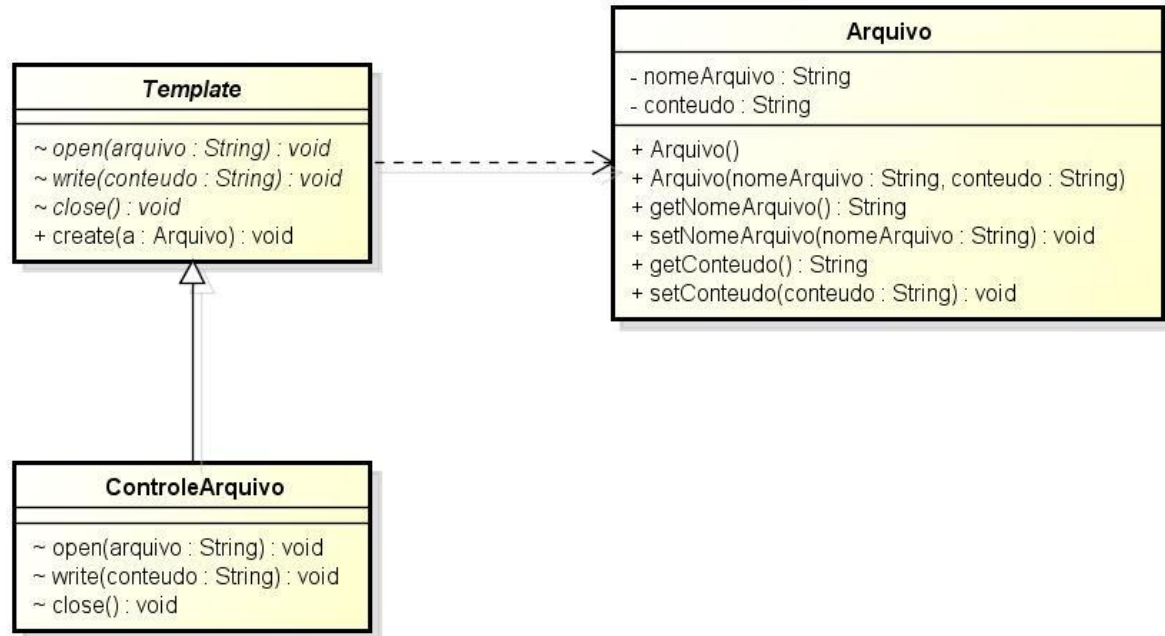 Template
~ open(arquivo : String) : void
~ write(conteudo : String) : void
~ close() : void
+ create(a : Arquivo) : void
Arquivo
- nomeArquivo : String
- conteudo : String
+ Arquivo()
+ Arquivo(nomeArquivo : String, conteudo : String)
+ getNomeArquivo() : String
+ setNomeArquivo(nomeArquivo : String) : void
+ getConteudo() : String
+ setConteudo(conteudo : String) : void
ControleArquivo
~ open(arquivo : String) : void
~ write(conteudo : String) : void
~ close() : void